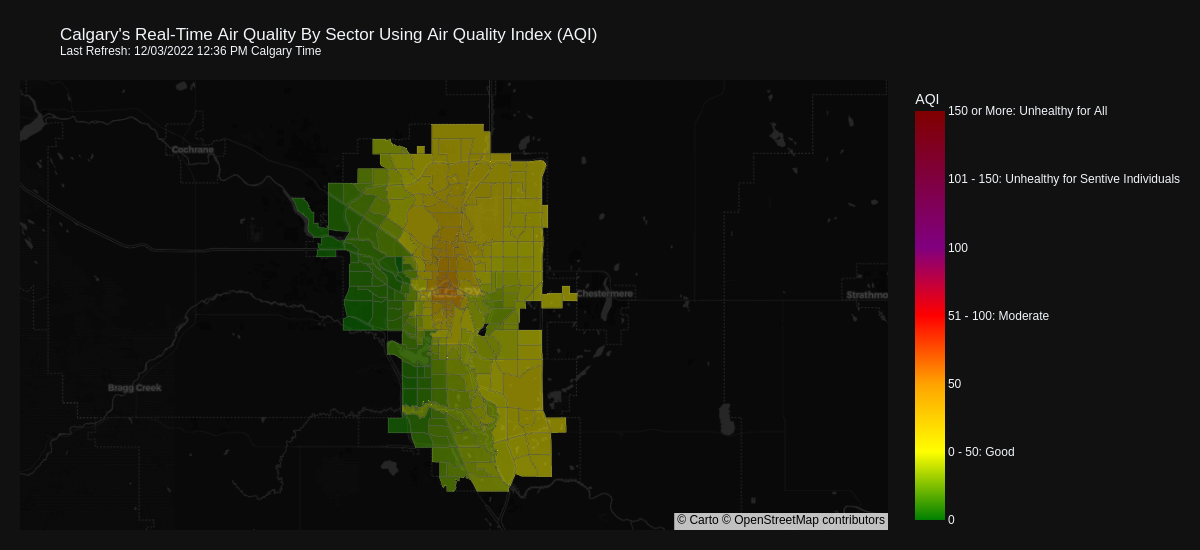 Calgary's Real-Time Air Quality By Sector Using Air Quality Index (AQI)
Last Refresh: 12/03/2022 12:36 PM Calgary Time
AQI
150 or More: Unhealthy for All
Cochrane
101 - 150: Unhealthy for Sentive Individuals
100
Chestermere
Strathmo
51 - 100: Moderate
50
Bragg Creek
0 - 50: Good
0
© Carto © OpenStreetMap contributors